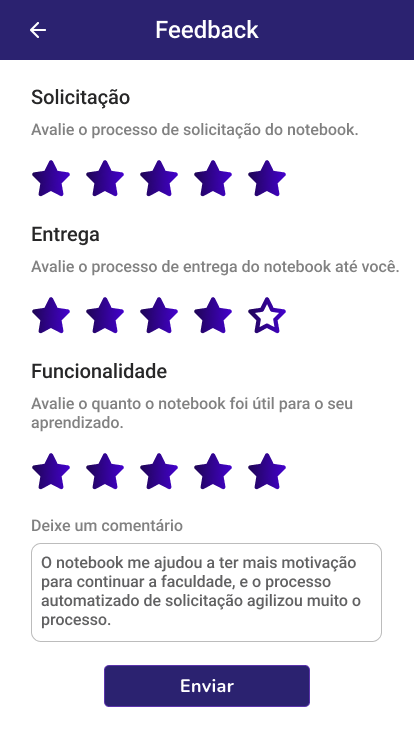 Feedback
Solicitação
Avalie o processo de solicitação do notebook.
Entrega
Avalie o processo de entrega do notebook até você.
Funcionalidade
Avalie o quanto o notebook foi útil para o seu
aprendizado.
Deixe um comentário
O notebook me ajudou a ter mais motivação
para continuar a faculdade, e o processo
automatizado de solicitação agilizou muito o
processo.
Enviar